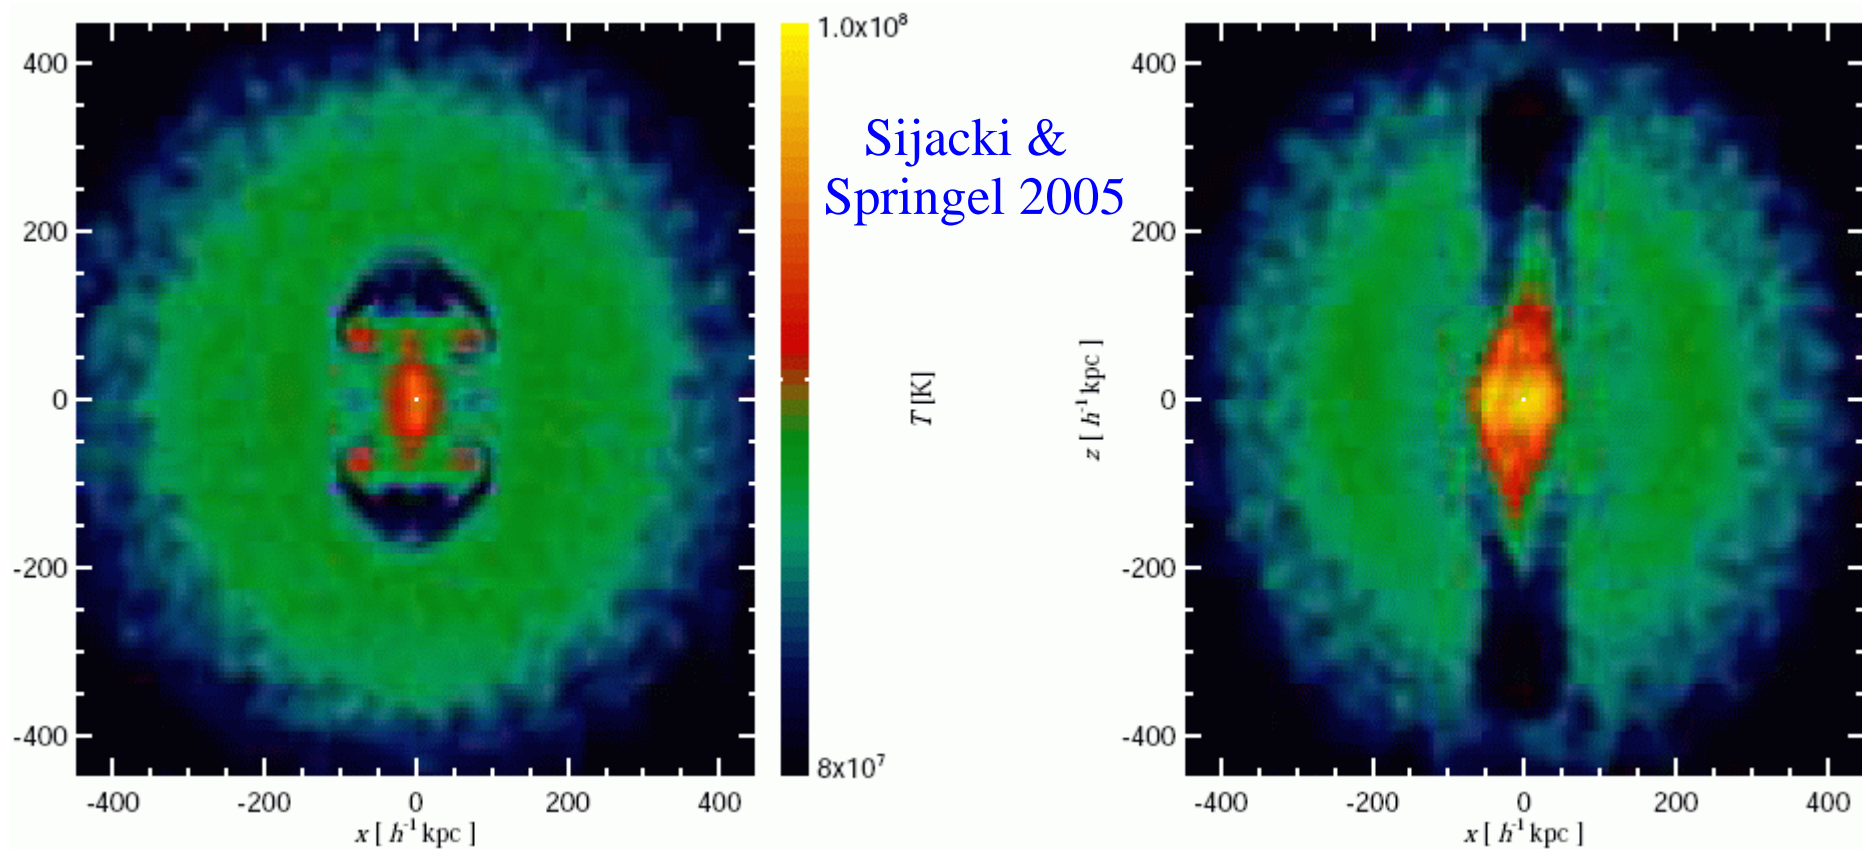 400
200
0
-200
-400
-400 -200 0 200 400
x [ h⁻¹ kpc ]
1.0x10⁸
8x10⁷
T [K]
Sijacki &
Springel 2005
z [ h⁻¹ kpc ]
400
200
0
-200
-400
-400 -200 0 200 400
x [ h⁻¹ kpc ]